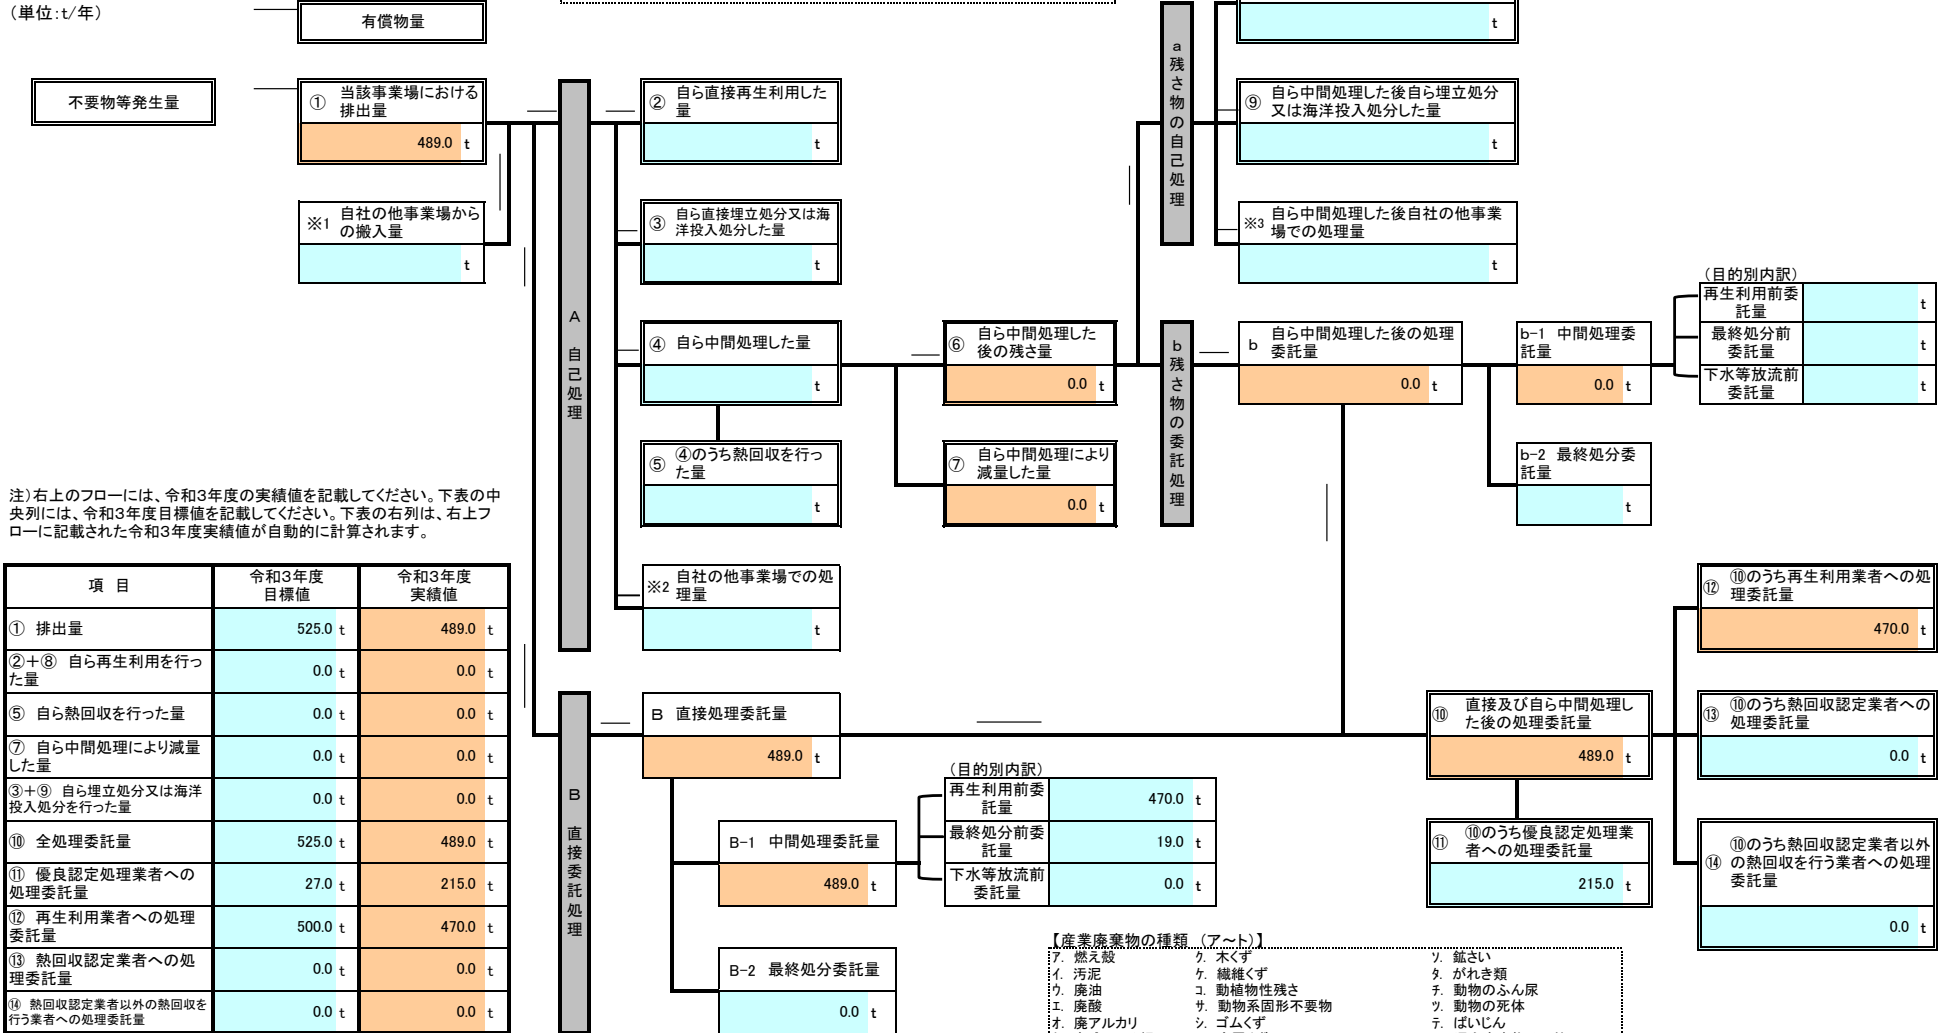 （単位：t/年）
有償物量
t
不要物等発生量
① 当該事業場における
排出量
489.0 t
② 自ら直接再生利用した
量
t
⑨ 自ら中間処理した後自ら埋立処分
又は海洋投入処分した量
t
a 残さ物の自己処理
※1 自社の他事業場から
の搬入量
t
③ 自ら直接埋立処分又は海
洋投入処分した量
t
※3 自ら中間処理した後自社の他事業
場での処理量
t
A 自己処理
④ 自ら中間処理した量
t
⑥ 自ら中間処理した
後の残さ量
0.0 t
b 残さ物の委託処理
b 自ら中間処理した後の処理
委託量
0.0 t
b-1 中間処理委
託量
0.0 t
（目的別内訳）
再生利用前委
託量
t
最終処分前
委託量
t
下水等放流前
委託量
t
⑤ ④のうち熱回収を行っ
た量
t
⑦ 自ら中間処理により
減量した量
0.0 t
b-2 最終処分委
託量
t
注）右上のフローには、令和3年度の実績値を記載してください。下表の中
央列には、令和3年度目標値を記載してください。下表の右列は、右上フ
ローに記載された令和3年度実績値が自動的に計算されます。
※2 自社の他事業場での処
理量
t
項 目
令和3年度
目標値
令和3年度
実績値
① 排出量 525.0 t 489.0 t
②＋⑧ 自ら再生利用を行っ
た量 0.0 t 0.0 t
⑤ 自ら熱回収を行った量 0.0 t 0.0 t
⑦ 自ら中間処理により減量
した量 0.0 t 0.0 t
③＋⑨ 自ら埋立処分又は海洋
投入処分を行った量 0.0 t 0.0 t
⑩ 全処理委託量 525.0 t 489.0 t
⑪ 優良認定処理業者への
処理委託量 27.0 t 215.0 t
⑫ 再生利用業者への処理
委託量 500.0 t 470.0 t
⑬ 熱回収認定業者への処
理委託量 0.0 t 0.0 t
⑭ 熱回収認定業者以外の熱回収を
行う業者への処理委託量 0.0 t 0.0 t
B 直接委託処理
B 直接処理委託量
489.0 t
B-1 中間処理委託量
489.0 t
（目的別内訳）
再生利用前委
託量
470.0 t
最終処分前委
託量
19.0 t
下水等放流前
委託量
0.0 t
B-2 最終処分委託量
0.0 t
⑩ 直接及び自ら中間処理し
た後の処理委託量
489.0 t
⑪ ⑩のうち優良認定処理業
者への処理委託量
215.0 t
⑫ ⑩のうち再生利用業者への処
理委託量
470.0 t
⑬ ⑩のうち熱回収認定業者への
処理委託量
0.0 t
⑭ ⑩のうち熱回収認定業者以外
の熱回収を行う業者への処理
委託量
0.0 t
【産業廃棄物の種類 （ア～ト）】
ア. 燃え殻 ク. 木くず ソ. 鉱さい
イ. 汚泥 ケ. 繊維くず タ. がれき類
ウ. 廃油 コ. 動植物性残さ チ. 動物のふん尿
エ. 廃酸 サ. 動物系固形不要物 ツ. 動物の死体
オ. 廃アルカリ シ. ゴムくず テ. ばいじん